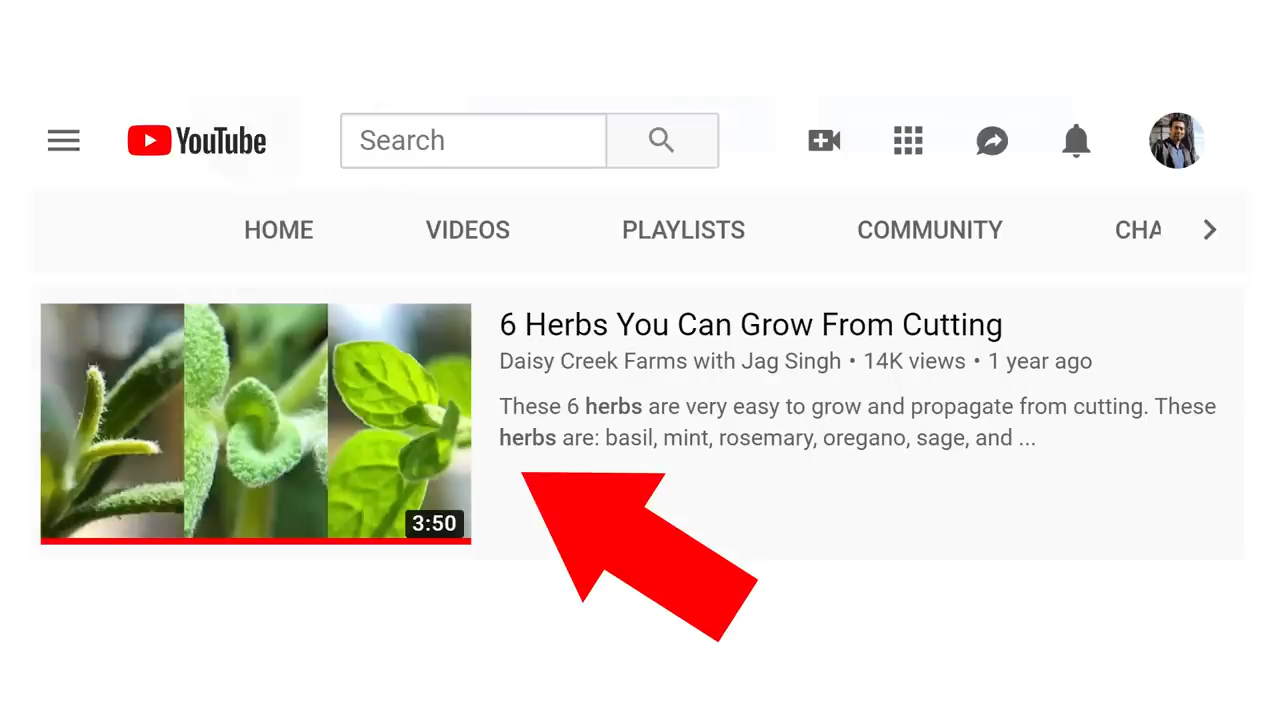 YouTube
Search
HOME VIDEOS PLAYLISTS COMMUNITY CHA
6 Herbs You Can Grow From Cutting
Daisy Creek Farms with Jag Singh • 14K views • 1 year ago
These 6 herbs are very easy to grow and propagate from cutting. These
herbs are: basil, mint, rosemary, oregano, sage, and ...
3:50